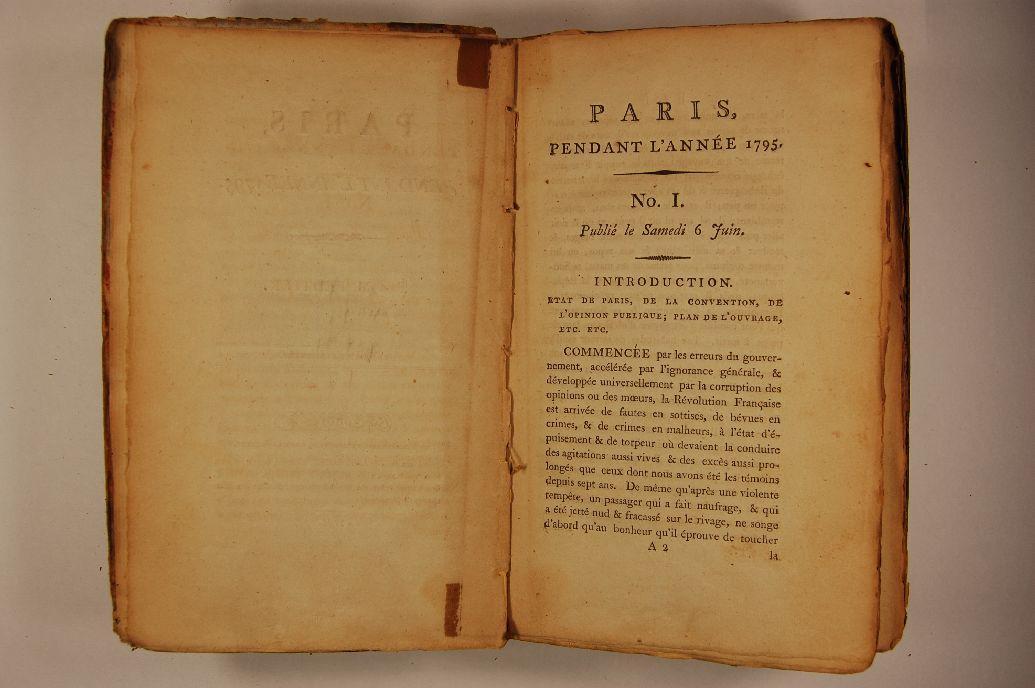 PARIS,
PENDANT L'ANNÉE 1795.
No. I.
Publié le Samedi 6 Juin.
INTRODUCTION.
ETAT DE PARIS, DE LA CONVENTION, DE
L'OPINION PUBLIQUE; PLAN DE L'OUVRAGE,
ETC. ETC.
COMMENCÉE par les erreurs du gouver-
nement, accélérée par l'ignorance générale, &
développée universellement par la corruption des
opinions ou des mœurs, la Révolution Française
est arrivée de fautes en sottises, de bévues en
crimes, & de crimes en malheurs, à l'état d'é-
puisement & de torpeur où devaient la conduire
des agitations aussi vives & des excès aussi pro-
longés que ceux dont nous avons été les témoins
depuis sept ans. De même qu'après une violente
tempête, un passager qui a fait naufrage, & qui
a été jetté nud & fracassé sur le rivage, ne songe
d'abord qu'au bonheur qu'il éprouve de toucher
A 2
la